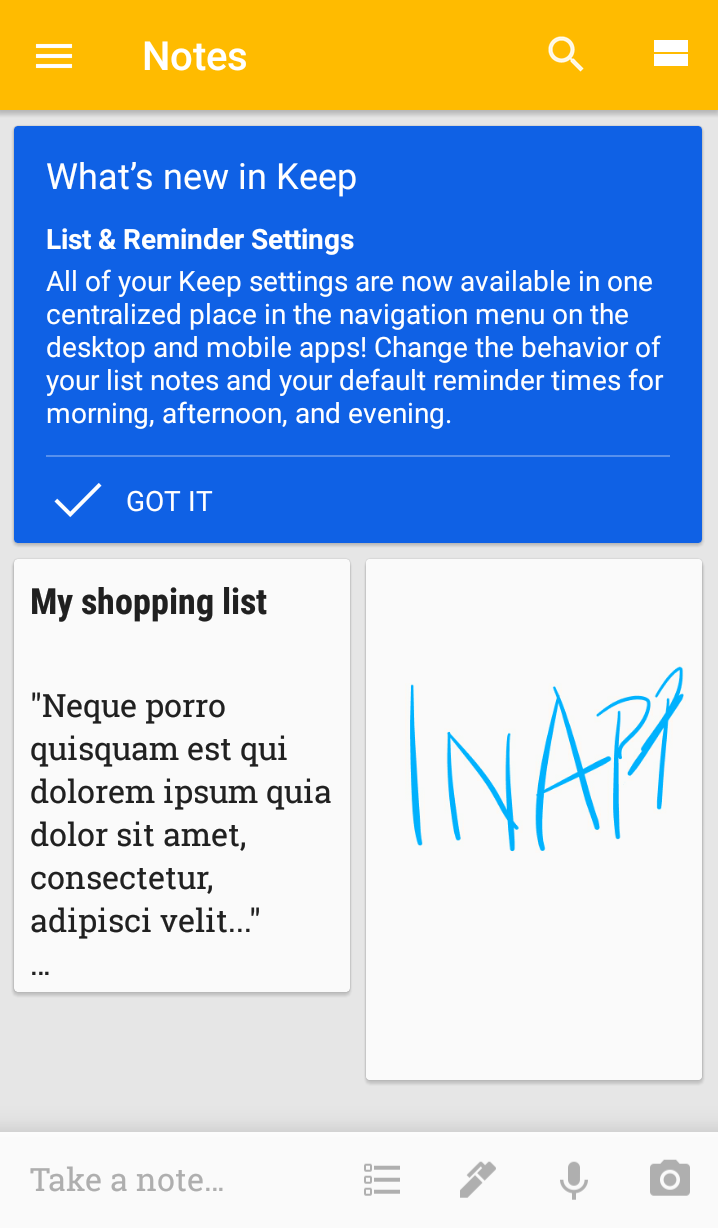 Notes
What’s new in Keep
List & Reminder Settings
All of your Keep settings are now available in one
centralized place in the navigation menu on the
desktop and mobile apps! Change the behavior of
your list notes and your default reminder times for
morning, afternoon, and evening.
GOT IT
My shopping list
"Neque porro
quisquam est qui
dolorem ipsum quia
dolor sit amet,
consectetur,
adipisci velit..."
...
INAPP
Take a note...